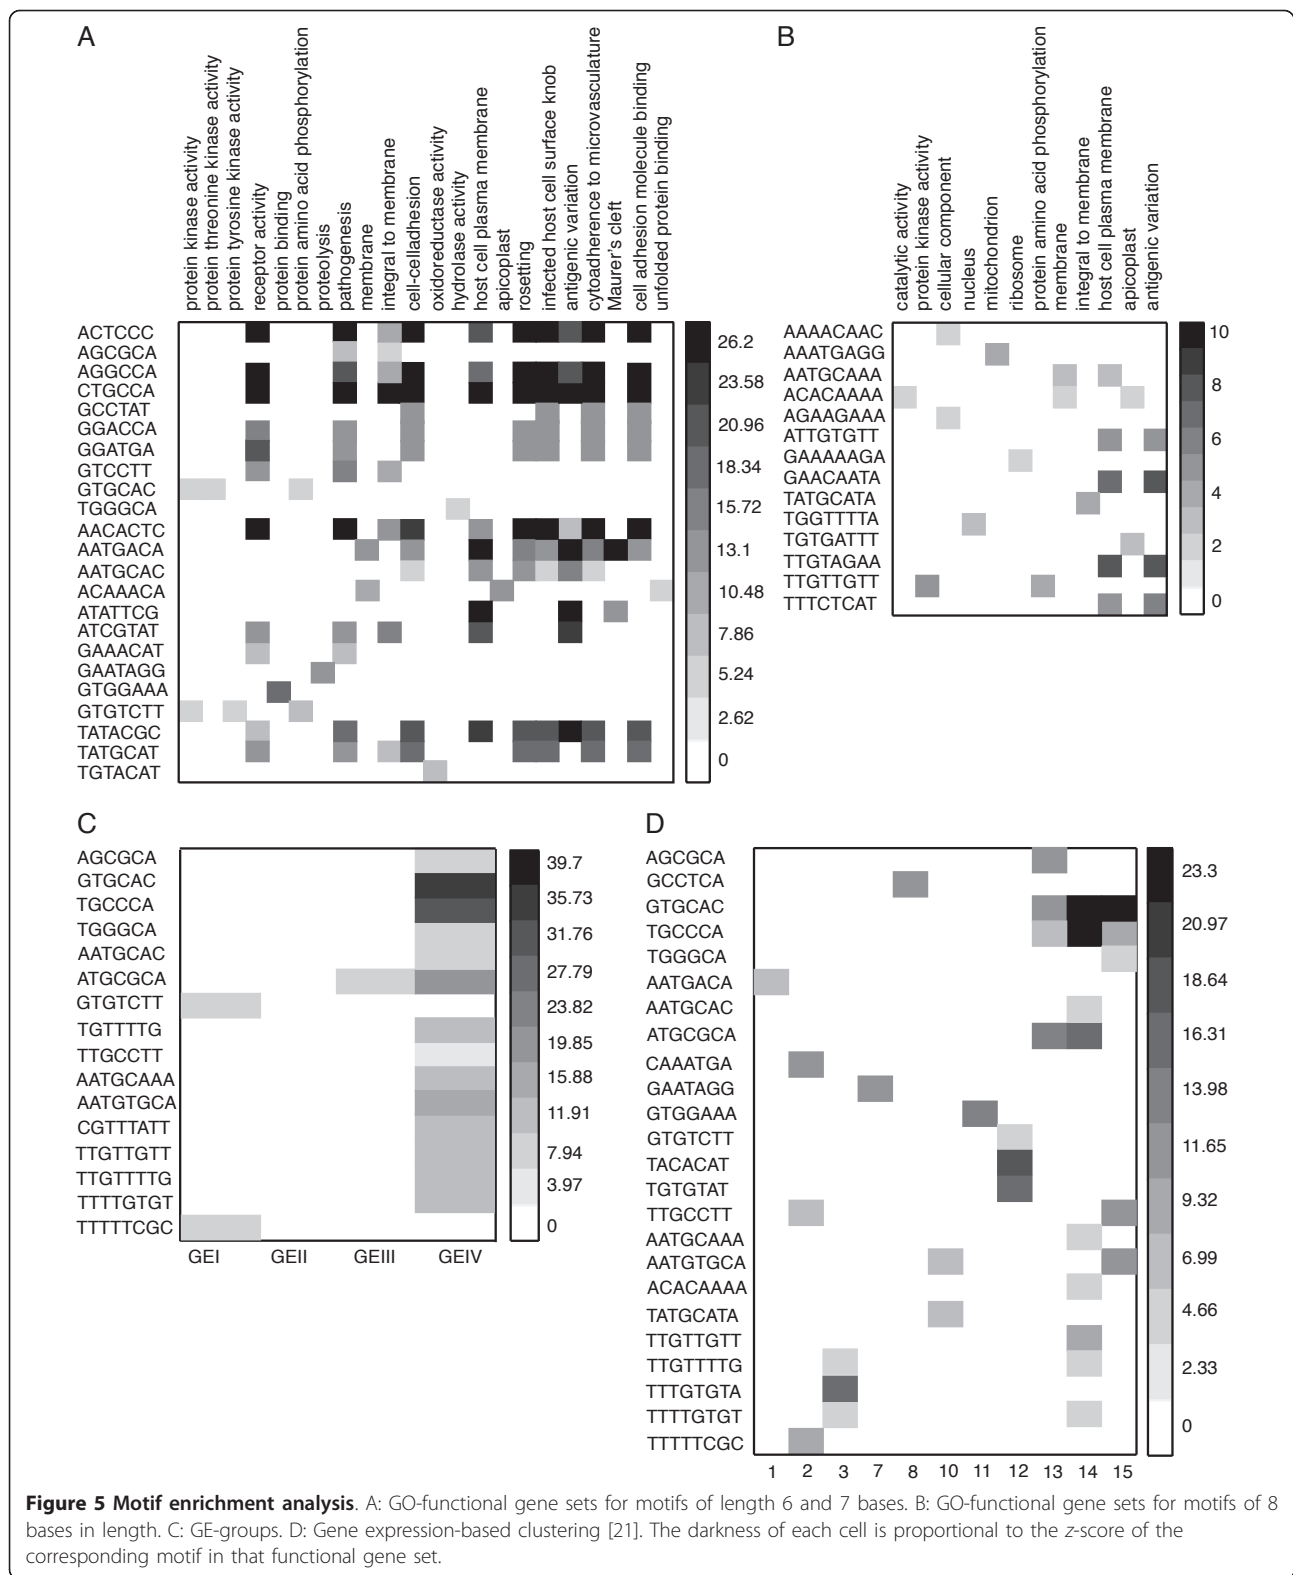 A
protein kinase activity
protein threonine kinase activity
protein tyrosine kinase activity
receptor activity
protein binding
protein amino acid phosphorylation
proteolysis
pathogenesis
membrane
integral to membrane
cell-celladhesion
oxidoreductase activity
hydrolase activity
host cell plasma membrane
apicoplast
rosetting
infected host cell surface knob
antigenic variation
cytoadherence to microvasculature
Maurer's cleft
cell adhesion molecule binding
unfolded protein binding
ACTCCC
AGCGCA
AGGCCA
CTGCCA
GCCTAT
GGACCA
GGATGA
GTCCTT
GTGCAC
TGGGCA
AACACTC
AATGACA
AATGCAC
ACAAACA
ATATTCG
ATCGTAT
GAAACAT
GAATAGG
GTGGAAA
GTGTCTT
TATACGC
TATGCAT
TGTACAT
26.2
23.58
20.96
18.34
15.72
13.1
10.48
7.86
5.24
2.62
0
B
catalytic activity
protein kinase activity
cellular component
nucleus
mitochondrion
ribosome
protein amino acid phosphorylation
membrane
integral to membrane
host cell plasma membrane
apicoplast
antigenic variation
AAAACAAC
AAATGAGG
AATGCAAA
ACACAAAA
AGAAGAAA
ATTGTGTT
GAAAAAGA
GAACAATA
TATGCATA
TGGTTTTA
TGTGATTT
TTGTAGAA
TTGTTGTT
TTTCTCAT
10
8
6
4
2
0
C
AGCGCA
GTGCAC
TGCCCA
TGGGCA
AATGCAC
ATGCGCA
GTGTCTT
TGTTTTG
TTGCCTT
AATGCAAA
AATGTGCA
CGTTTATT
TTGTTGTT
TTGTTTTG
TTTTGTGT
TTTTTCGC
GEI GEII GEIII GEIV
39.7
35.73
31.76
27.79
23.82
19.85
15.88
11.91
7.94
3.97
0
D
AGCGCA
GCCTCA
GTGCAC
TGCCCA
TGGGCA
AATGACA
AATGCAC
ATGCGCA
CAAATGA
GAATAGG
GTGGAAA
GTGTCTT
TACACAT
TGTGTAT
TTGCCTT
AATGCAAA
AATGTGCA
ACACAAAA
TATGCATA
TTGTTGTT
TTGTTTTG
TTTGTGTA
TTTTGTGT
TTTTTCGC
1 2 3 7 8 10 11 12 13 14 15
23.3
20.97
18.64
16.31
13.98
11.65
9.32
6.99
4.66
2.33
0
Figure 5 Motif enrichment analysis. A: GO-functional gene sets for motifs of length 6 and 7 bases. B: GO-functional gene sets for motifs of 8
bases in length. C: GE-groups. D: Gene expression-based clustering [21]. The darkness of each cell is proportional to the z-score of the
corresponding motif in that functional gene set.